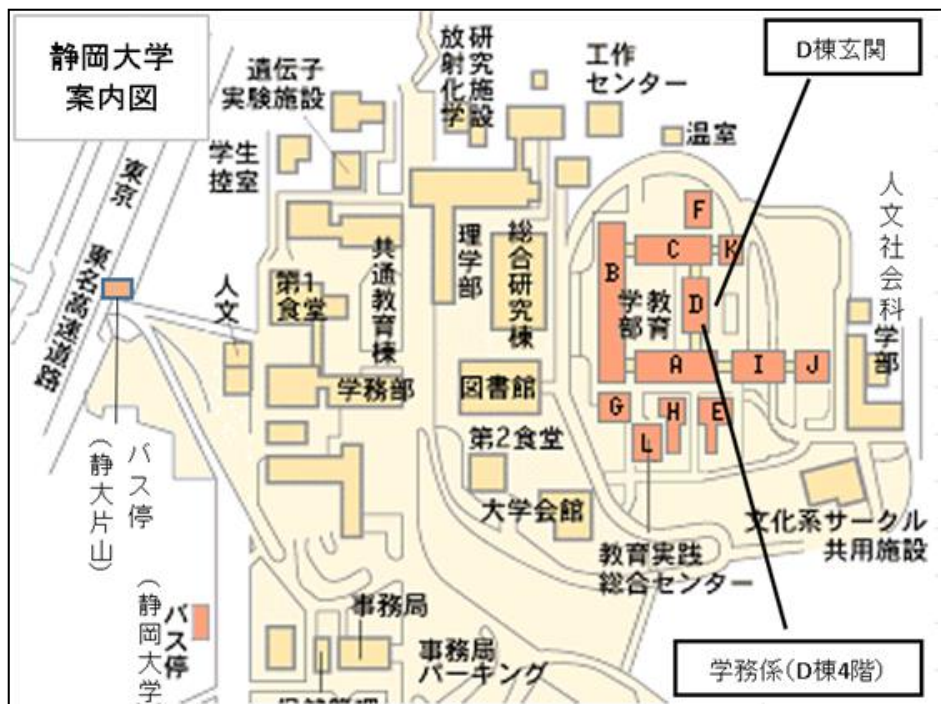 静岡大学
案内図
D棟玄関
遺伝子
実験施設
放射化学
研究施設
工作
センター
温室
学生
控室
東京
東名高速道路
人文
第1
食堂
共通教育棟
理学部
総合研究棟
教育
学部
人文社会科
学部
F
C
K
B
D
A
I
J
G
H
E
L
学務部
図書館
第2食堂
大学会館
文化系サークル
共用施設
教育実践
総合センター
バス停
(静大片山)
バス停
(静岡大学
事務局
事務局
パーキング
学務係(D棟4階)